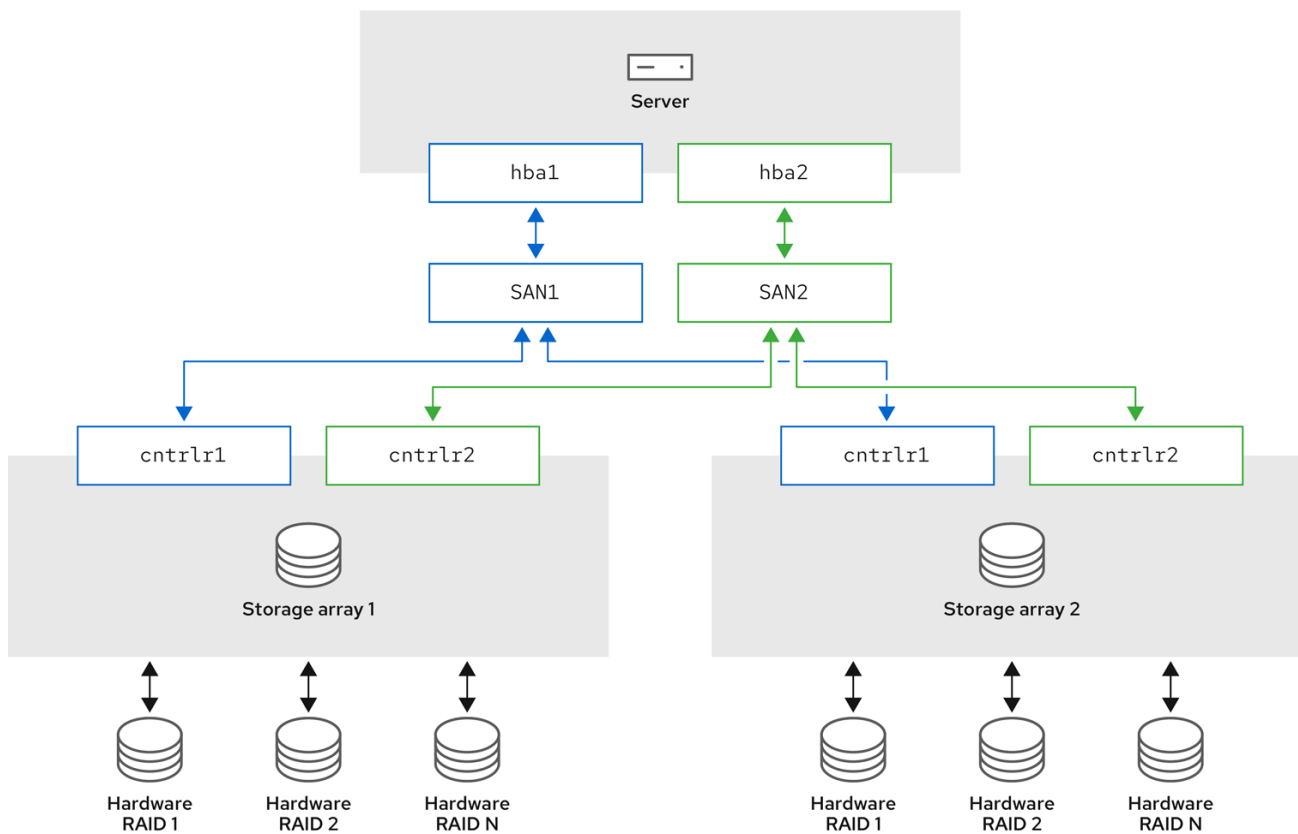 Server
hba1
hba2
SAN1
SAN2
cntrlr1
cntrlr2
cntrlr1
cntrlr2
Storage array 1
Storage array 2
Hardware
RAID 1
Hardware
RAID 2
Hardware
RAID N
Hardware
RAID 1
Hardware
RAID 2
Hardware
RAID N